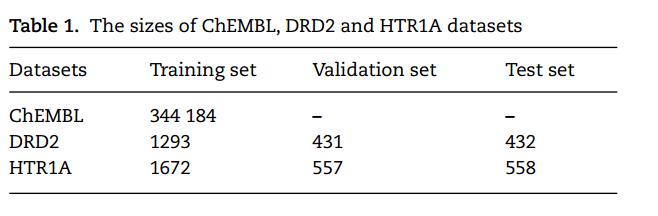 Table 1. The sizes of ChEMBL, DRD2 and HTR1A datasets
Datasets Training set Validation set Test set
ChEMBL 344 184 – –
DRD2 1293 431 432
HTR1A 1672 557 558